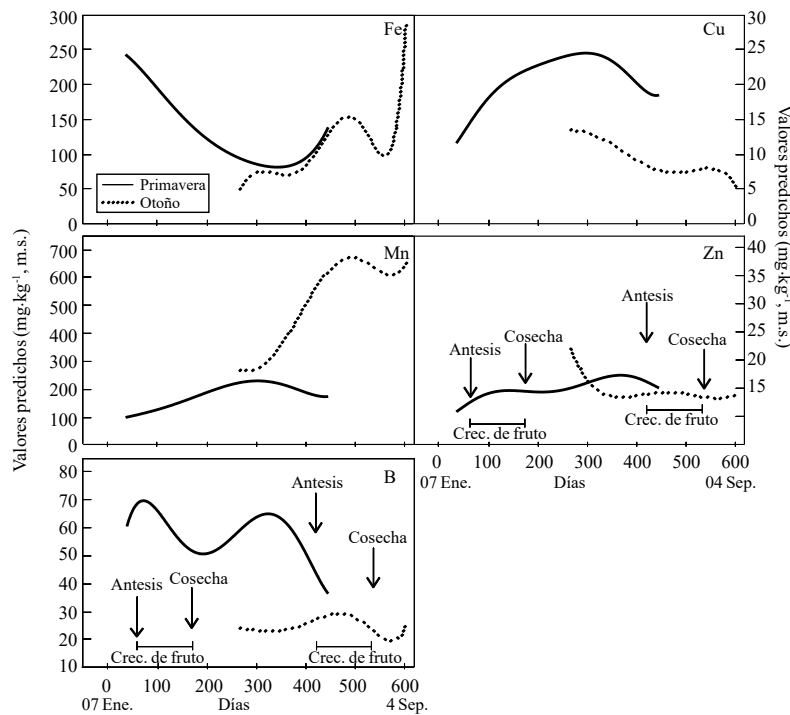 Fe
Cu
300
250
200
150
100
50
0
30
25
20
15
10
5
0
Primavera
Otoño
Valores predichos (mg·kg⁻¹, m.s.)
Valores predichos (mg·kg⁻¹, m.s.)
Mn
Zn
700
600
500
400
300
200
100
0
40
35
30
25
20
15
Antesis
Cosecha
Antesis
Cosecha
Crec. de fruto
Crec. de fruto
0 100 200 300 400 500 600
07 Ene. Días 04 Sep.
B
80
70
60
50
40
30
20
10
Antesis
Cosecha
Antesis
Cosecha
Crec. de fruto
Crec. de fruto
0 100 200 300 400 500 600
07 Ene. Días 4 Sep.